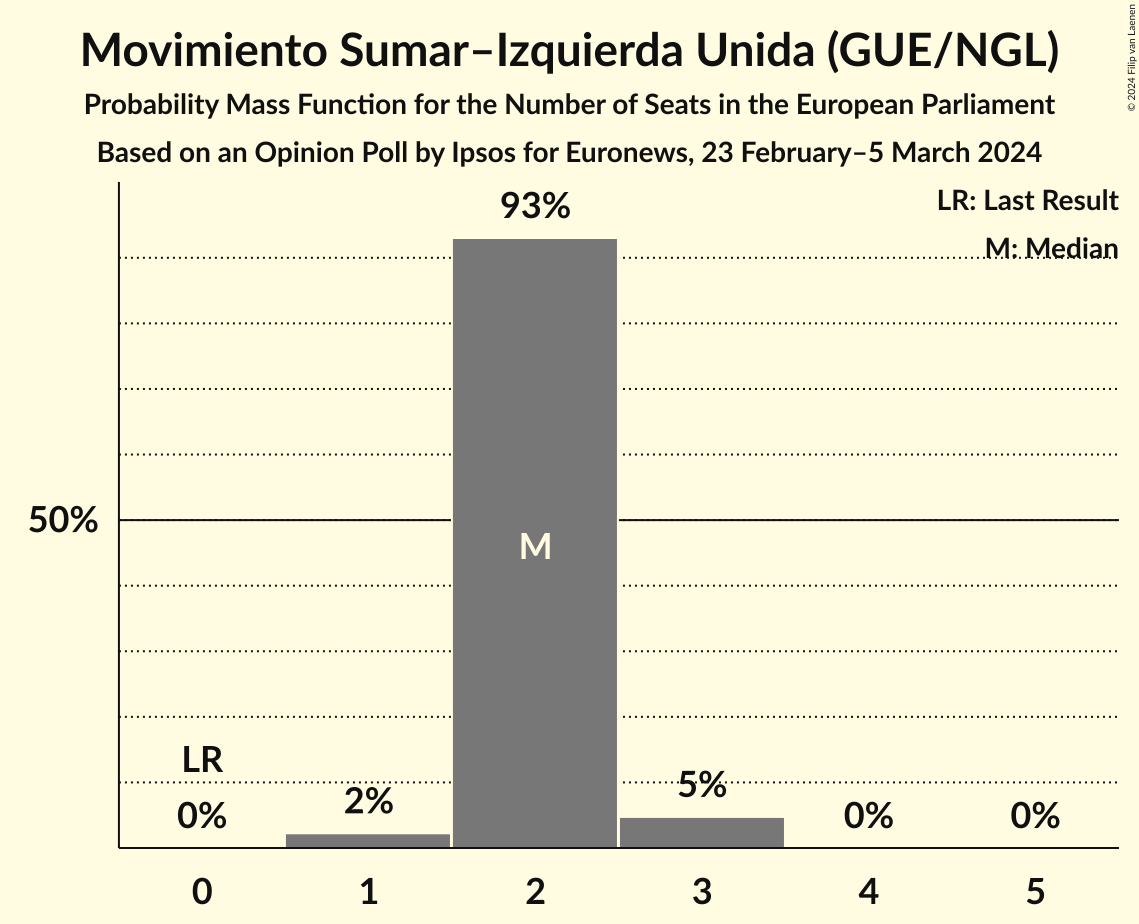 Movimiento Sumar–Izquierda Unida (GUE/NGL)
Probability Mass Function for the Number of Seats in the European Parliament
Based on an Opinion Poll by Ipsos for Euronews, 23 February–5 March 2024
© 2024 Filip van Laenen
LR: Last Result
M: Median
93%
50%
M
LR
0%
2%
5%
0%
0%
0
1
2
3
4
5